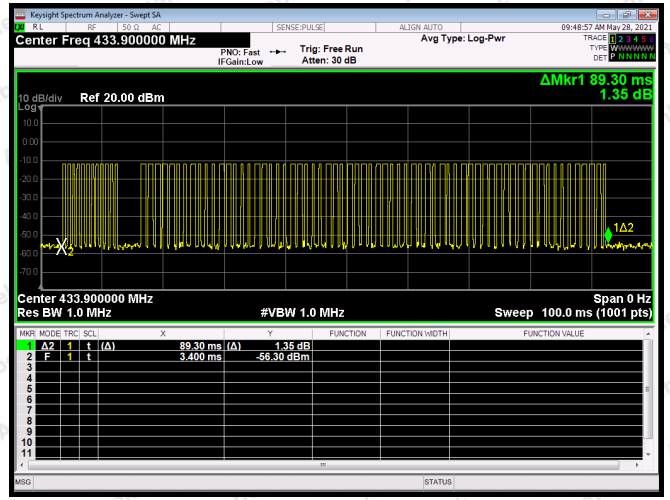 Keysight Spectrum Analyzer - Swept SA
RL RF 50 Ω AC SENSE:PULSE ALIGN AUTO 09:48:57 AM May 28, 2021
Center Freq 433.900000 MHz
PNO: Fast
IFGain:Low
Trig: Free Run
Atten: 30 dB
Avg Type: Log-Pwr
TRACE 1 2 3 4 5 6
TYPE WWWWWW
DET P N N N N N
ΔMkr1 89.30 ms
1.35 dB
10 dB/div Ref 20.00 dBm
Log
10.0
0.00
-10.0
-20.0
-30.0
-40.0
-50.0
-60.0
-70.0
X2
1Δ2
Center 433.900000 MHz Span 0 Hz
Res BW 1.0 MHz #VBW 1.0 MHz Sweep 100.0 ms (1001 pts)
MKR MODE TRC SCL X Y FUNCTION FUNCTION WIDTH FUNCTION VALUE
1 Δ2 1 t (Δ) 89.30 ms (Δ) 1.35 dB
2 F 1 t 3.400 ms -56.30 dBm
3
4
5
6
7
8
9
10
11
MSG STATUS